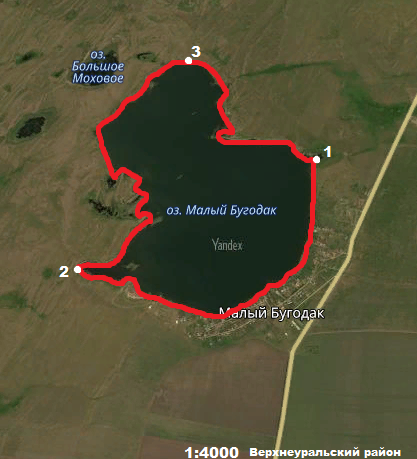 3
оз.
Большое
Моховое
1
оз. Малый Бугодак
Yandex
2
Малый Бугодак
1:4000 Верхнеуральский район